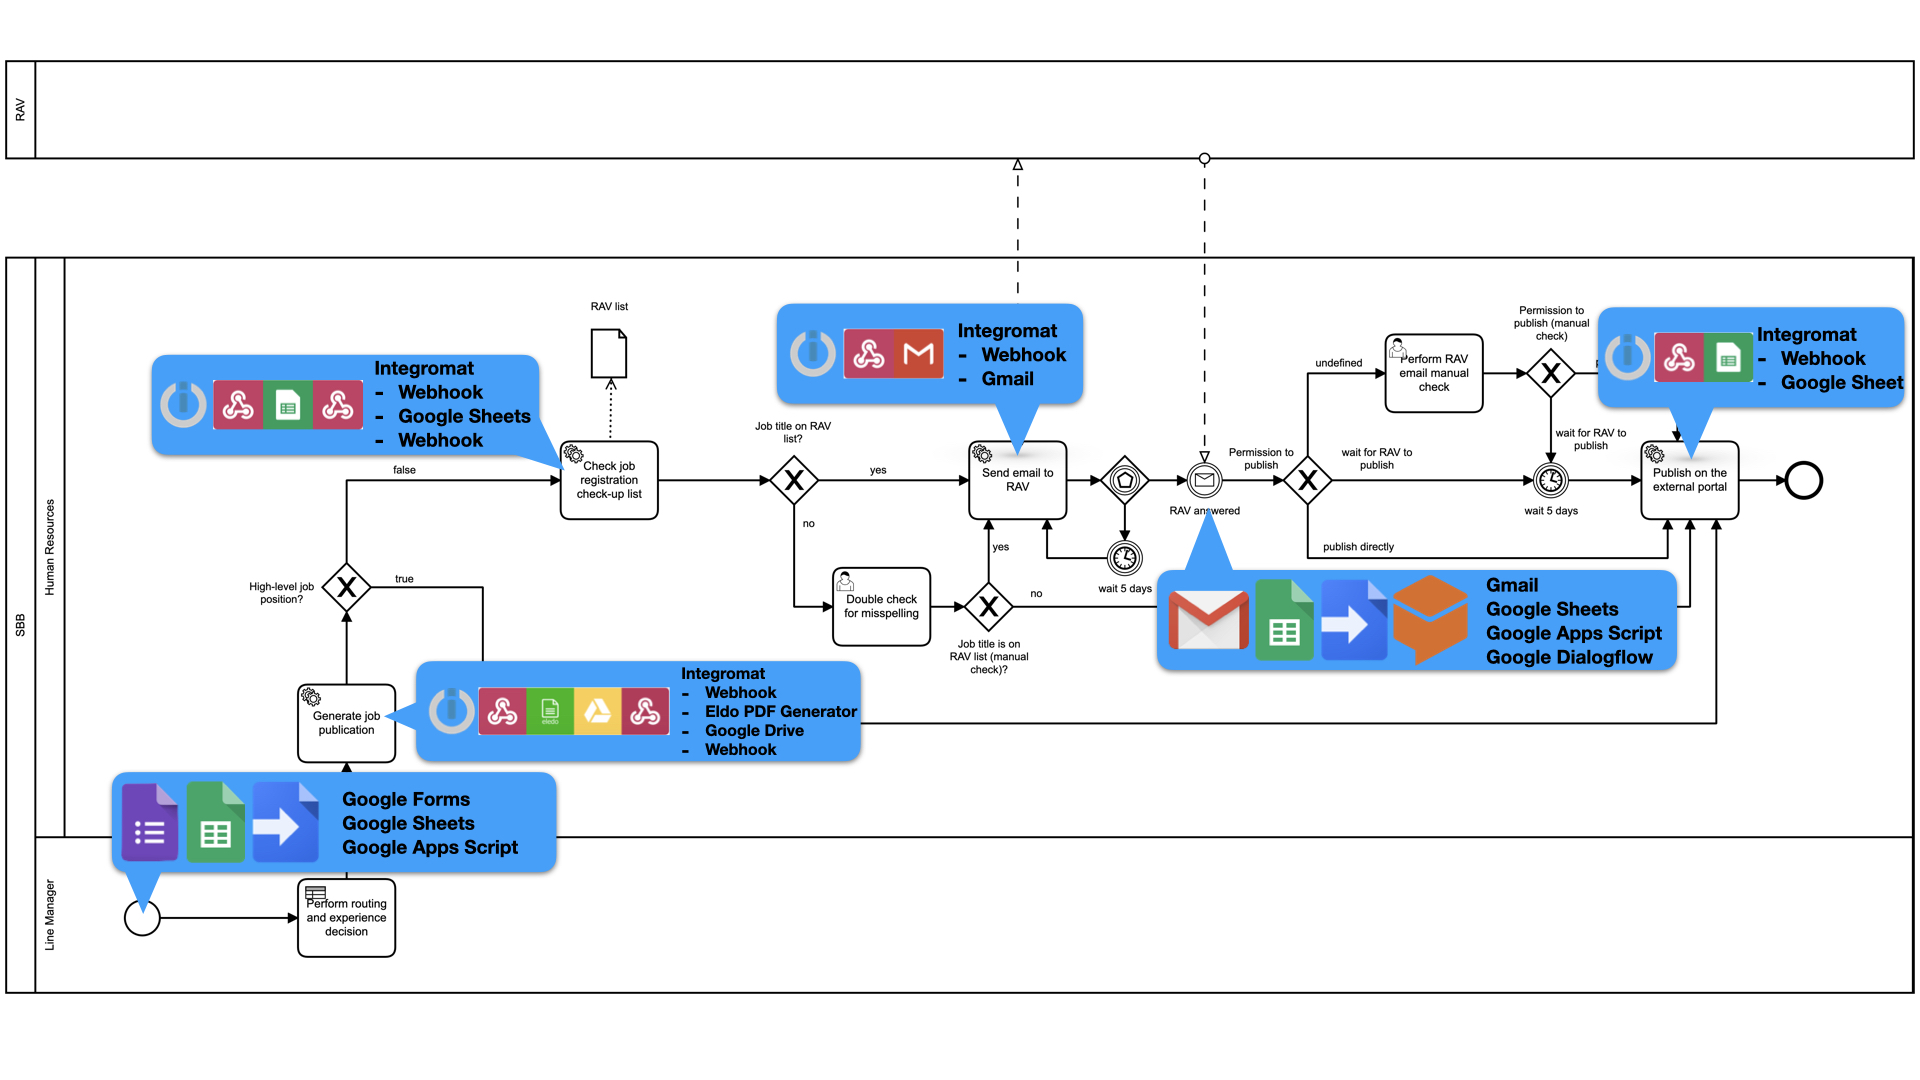 RAV
SBB
Human Resources
Line Manager
RAV list
Integromat
- Webhook
- Google Sheets
- Webhook
Check job
registration
check-up list
false
High-level job
position?
true
Generate job
publication
Integromat
- Webhook
- Eldo PDF Generator
- Google Drive
- Webhook
eledo
Google Forms
Google Sheets
Google Apps Script
Perform routing
and experience
decision
Job title on RAV
list?
yes
no
Integromat
- Webhook
- Gmail
Send email to
RAV
Double check
for misspelling
yes
no
Job title is on
RAV list (manual
check)?
wait 5 days
RAV answered
Permission to
publish
undefined
wait for RAV to
publish
publish directly
Perform RAV
email manual
check
Permission to
publish (manual
check)
wait for RAV to
publish
wait 5 days
Integromat
- Webhook
- Google Sheet
Publish on the
external portal
Gmail
Google Sheets
Google Apps Script
Google Dialogflow